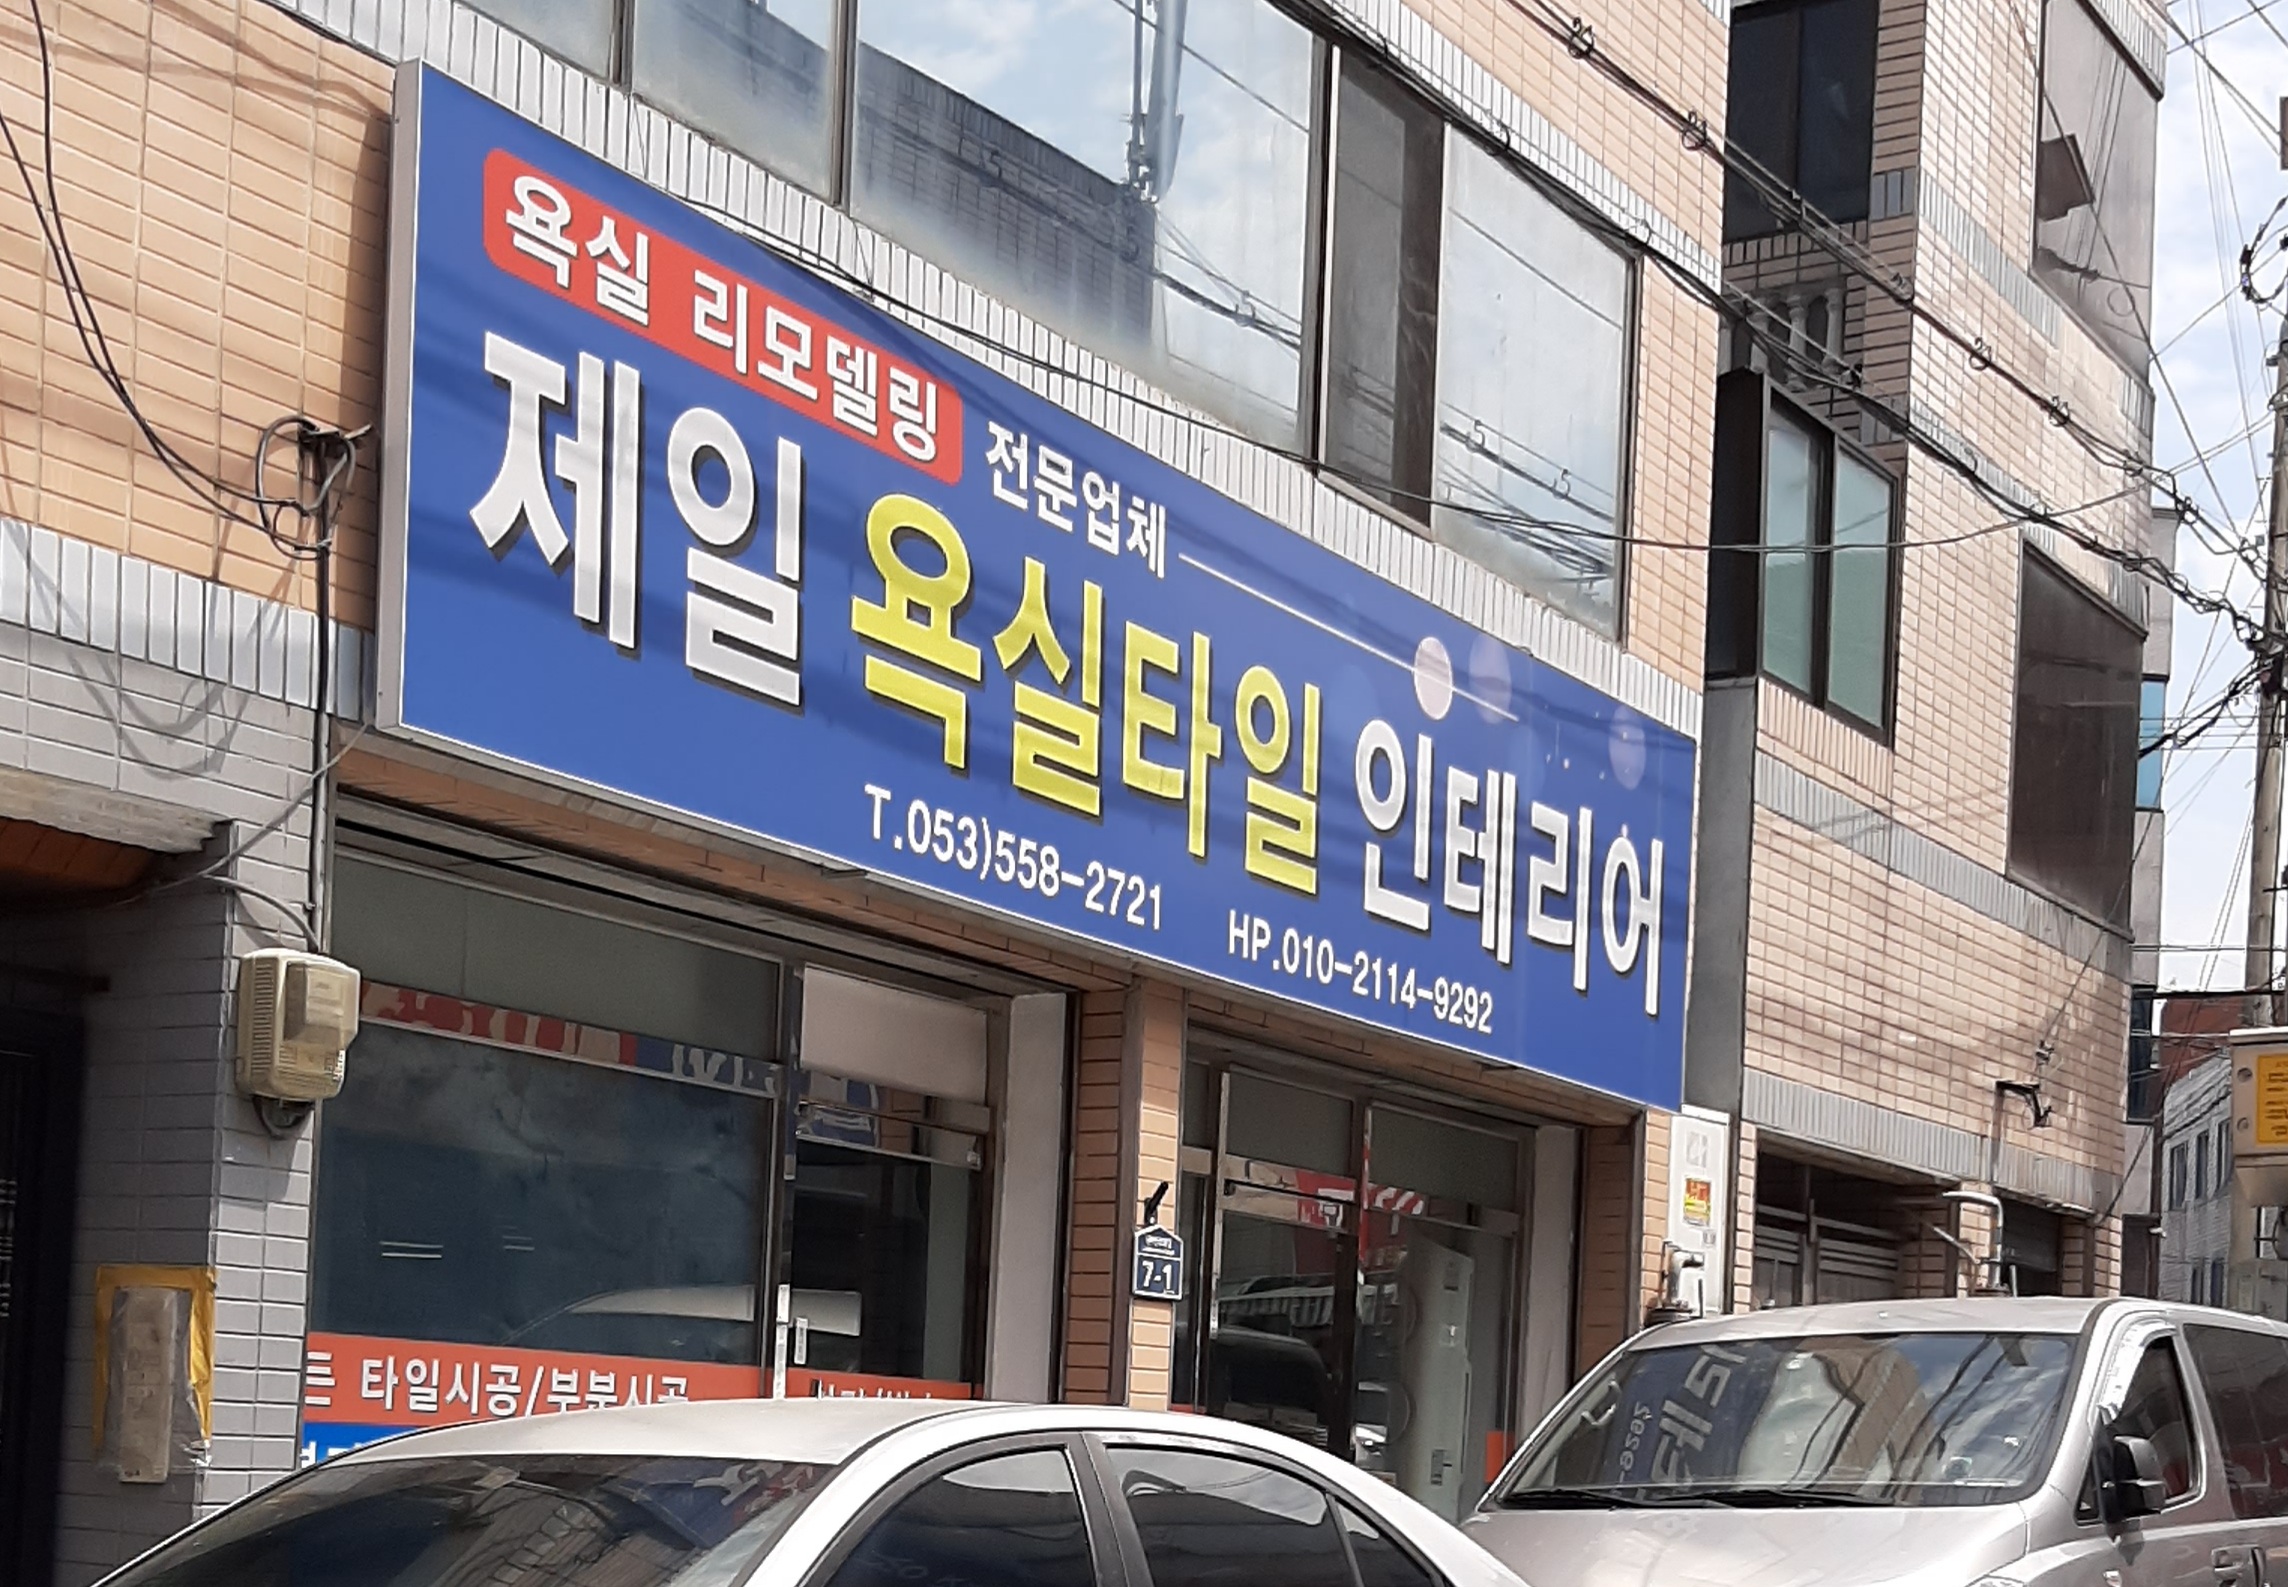 욕실 리모델링 전문업체
제일 욕실타일 인테리어
T.053)558-2721 HP.010-2114-9292
7-1
타일시공/부분시공